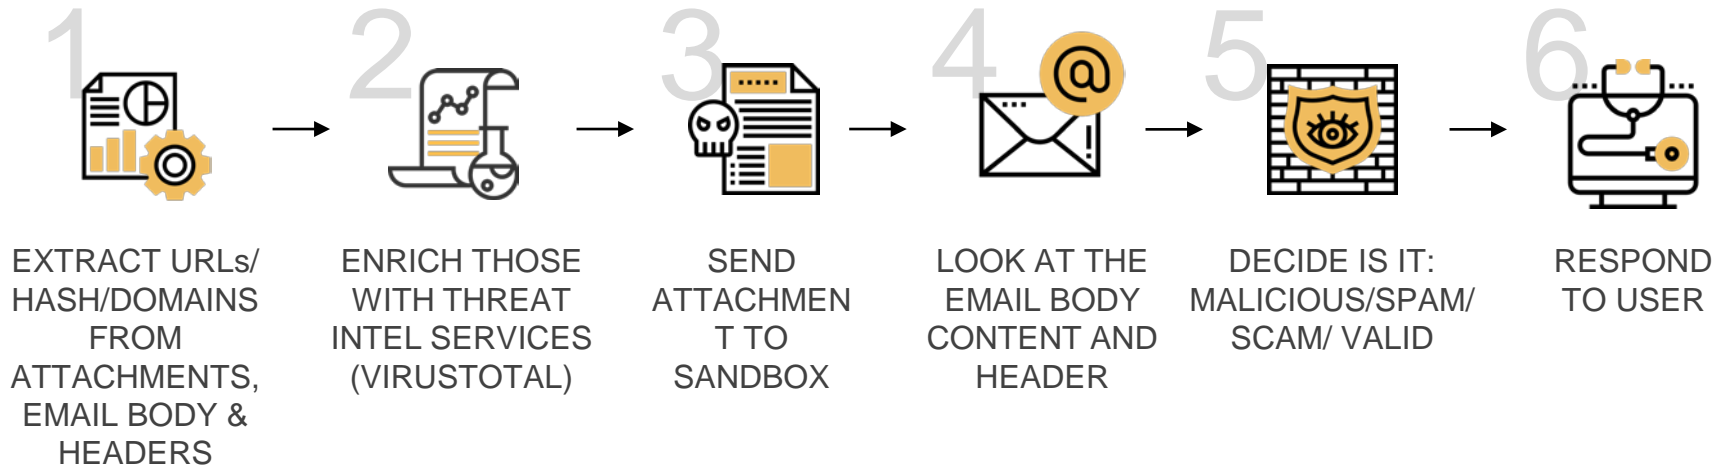 1
EXTRACT URLs/
HASH/DOMAINS
FROM
ATTACHMENTS,
EMAIL BODY &
HEADERS
2
ENRICH THOSE
WITH THREAT
INTEL SERVICES
(VIRUSTOTAL)
3
SEND
ATTACHMEN
T TO
SANDBOX
4
@
LOOK AT THE
EMAIL BODY
CONTENT AND
HEADER
5
DECIDE IS IT:
MALICIOUS/SPAM/
SCAM/ VALID
6
RESPOND
TO USER